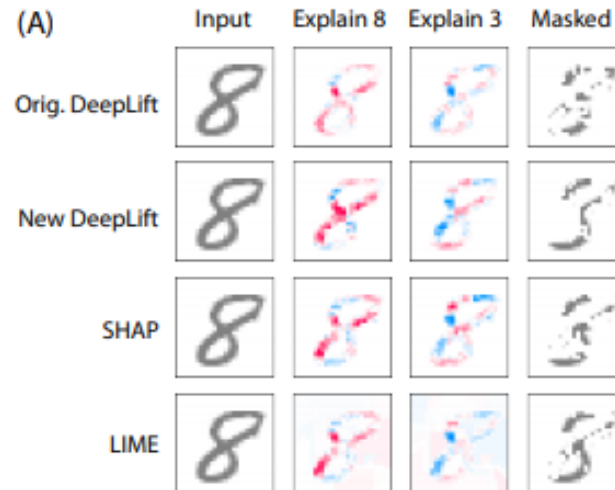 (A) Input Explain 8 Explain 3 Masked
Orig. DeepLift
New DeepLift
SHAP
LIME